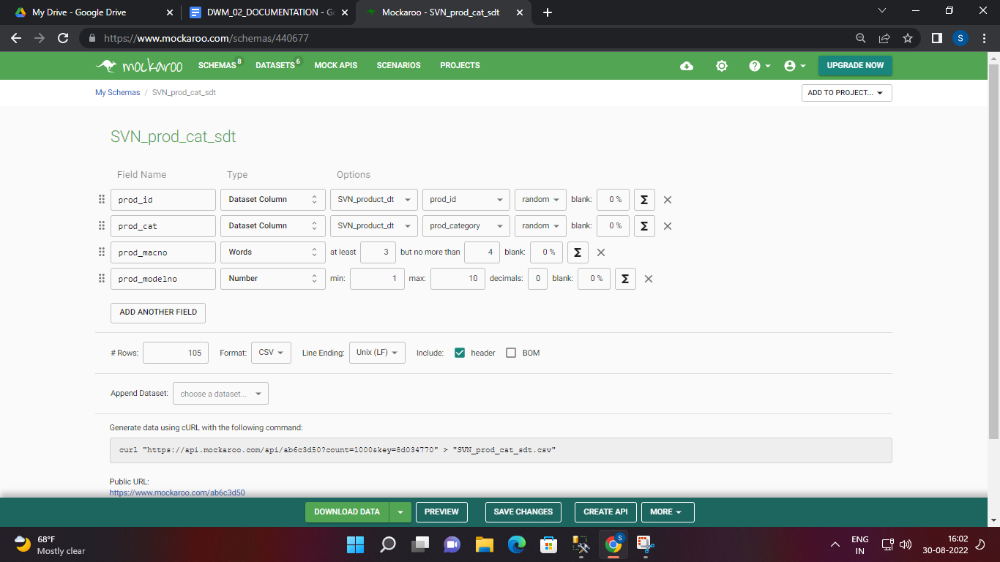 My Drive - Google Drive
DWM_02_DOCUMENTATION - Go
Mockaroo - SVN_prod_cat_sdt
https://www.mockaroo.com/schemas/440677
S
mockaroo
SCHEMAS 8 DATASETS 6 MOCK APIS SCENARIOS PROJECTS
UPGRADE NOW
My Schemas / SVN_prod_cat_sdt
ADD TO PROJECT...
SVN_prod_cat_sdt
Field Name Type Options
prod_id Dataset Column SVN_product_dt prod_id random blank: 0 % Σ
prod_cat Dataset Column SVN_product_dt prod_category random blank: 0 % Σ
prod_macno Words at least 3 but no more than 4 blank: 0 % Σ
prod_modelno Number min: 1 max: 10 decimals: 0 blank: 0 % Σ
ADD ANOTHER FIELD
# Rows: 105 Format: CSV Line Ending: Unix (LF) Include: header BOM
Append Dataset: choose a dataset...
Generate data using cURL with the following command:
curl "https://api.mockaroo.com/api/ab6c3d50?count=1000&key=8d034770" > "SVN_prod_cat_sdt.csv"
Public URL:
https://www.mockaroo.com/ab6c3d50
DOWNLOAD DATA PREVIEW SAVE CHANGES CREATE API MORE
68°F
Mostly clear
S
ENG
IN
16:02
30-08-2022